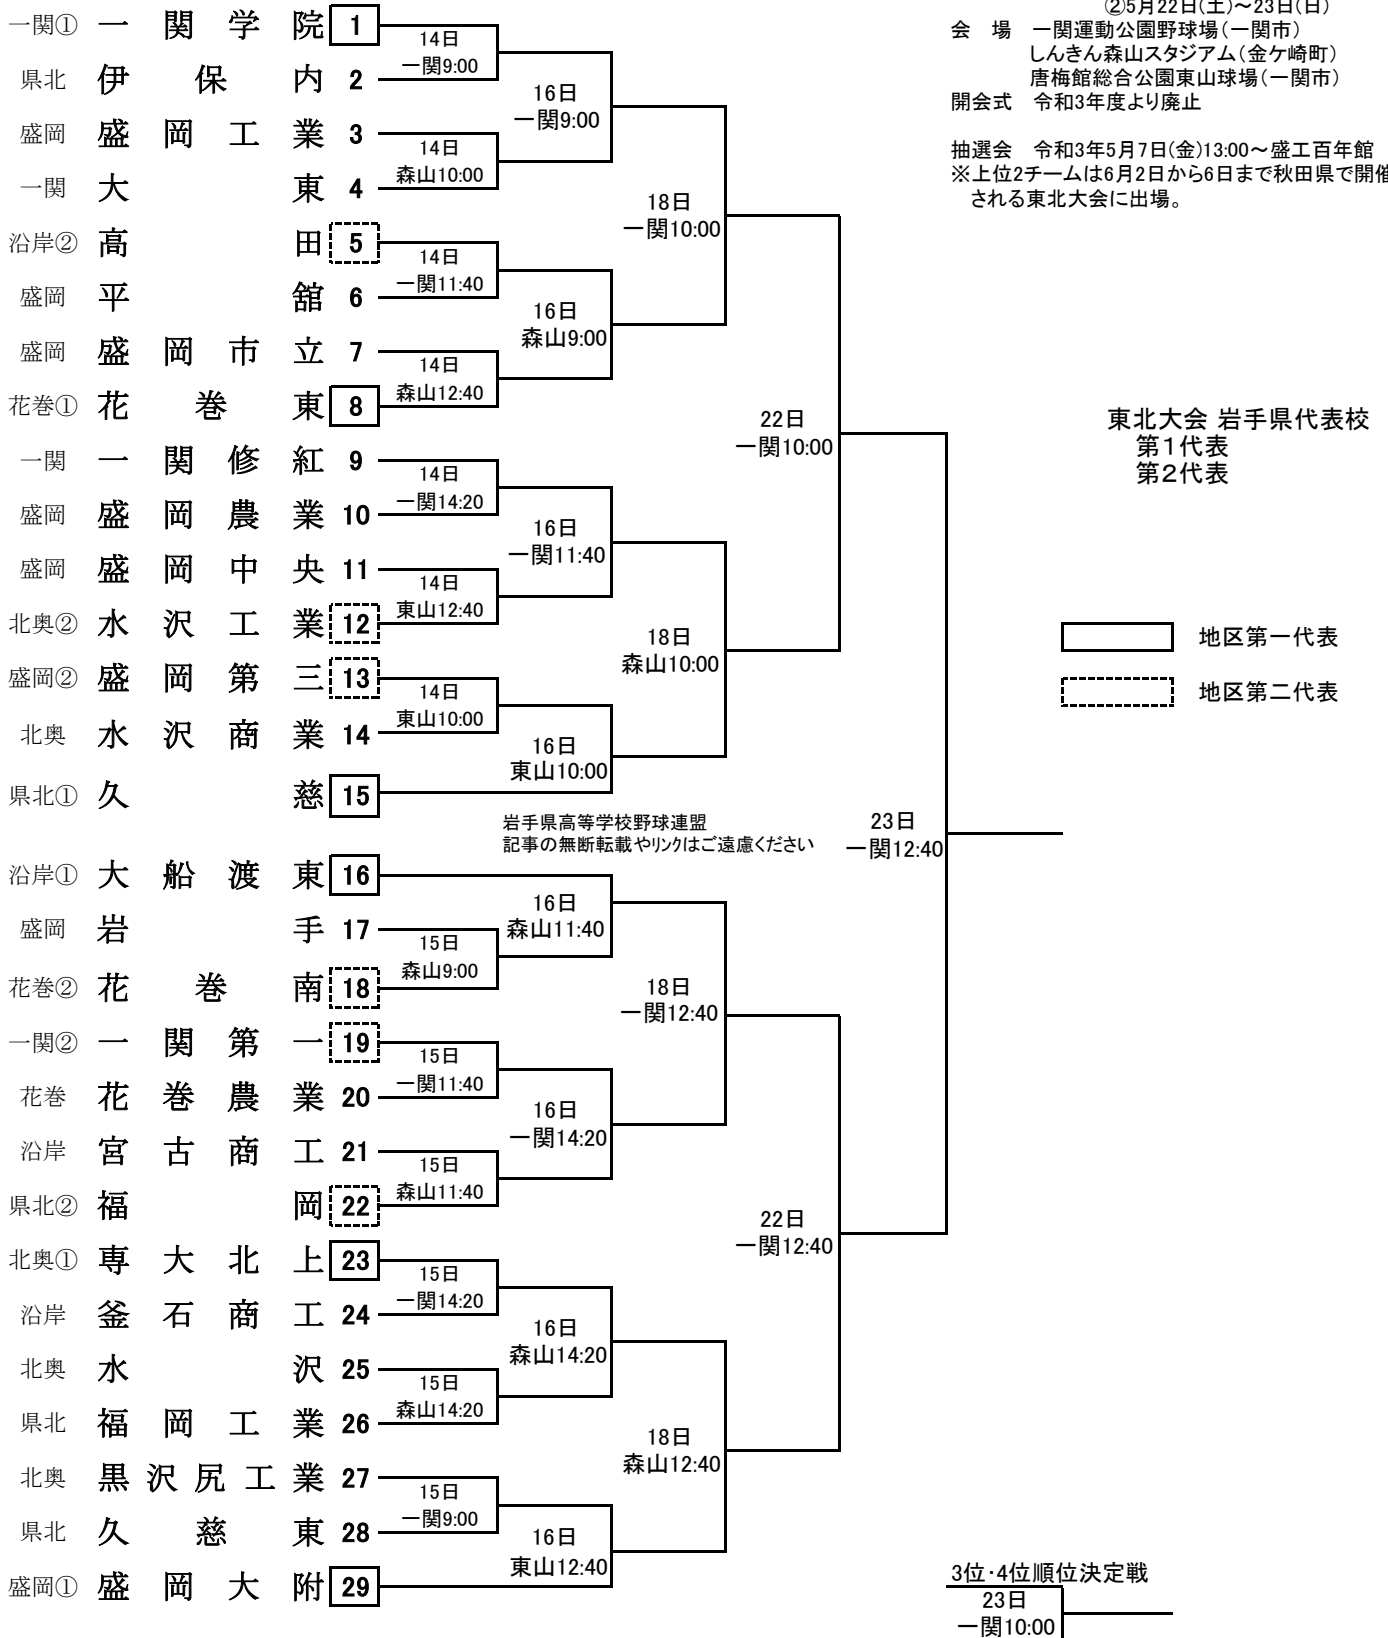 ②5月22日(土)～23日(日)
会　場　一関運動公園野球場(一関市)
しんきん森山スタジアム(金ケ崎町)
唐梅館総合公園東山球場(一関市)
開会式　令和3年度より廃止
抽選会　令和3年5月7日(金)13:00～盛工百年館
※上位2チームは6月2日から6日まで秋田県で開催
される東北大会に出場。
一関① 一関学院 1
14日
一関9:00
県北 伊保内 2
16日
一関9:00
盛岡 盛岡工業 3
14日
森山10:00
一関 大東 4
18日
一関10:00
沿岸② 高田 5
14日
一関11:40
盛岡 平舘 6
16日
森山9:00
盛岡 盛岡市立 7
14日
森山12:40
花巻① 花巻東 8
22日
一関10:00
東北大会 岩手県代表校
第1代表
第2代表
一関 一関修紅 9
14日
一関14:20
盛岡 盛岡農業 10
16日
一関11:40
盛岡 盛岡中央 11
14日
東山12:40
北奥② 水沢工業 12
18日
森山10:00
地区第一代表
地区第二代表
盛岡② 盛岡第三 13
14日
東山10:00
北奥 水沢商業 14
16日
東山10:00
県北① 久慈 15
岩手県高等学校野球連盟
記事の無断転載やリンクはご遠慮ください
23日
一関12:40
沿岸① 大船渡東 16
16日
森山11:40
盛岡 岩手 17
15日
森山9:00
花巻② 花巻南 18
18日
一関12:40
一関② 一関第一 19
15日
一関11:40
花巻 花巻農業 20
16日
一関14:20
沿岸 宮古商工 21
15日
森山11:40
県北② 福岡 22
22日
一関12:40
北奥① 専大北上 23
15日
一関14:20
沿岸 釜石商工 24
16日
森山14:20
北奥 水沢 25
15日
森山14:20
県北 福岡工業 26
18日
森山12:40
北奥 黒沢尻工業 27
15日
一関9:00
県北 久慈東 28
16日
東山12:40
盛岡① 盛岡大附 29
3位・4位順位決定戦
23日
一関10:00